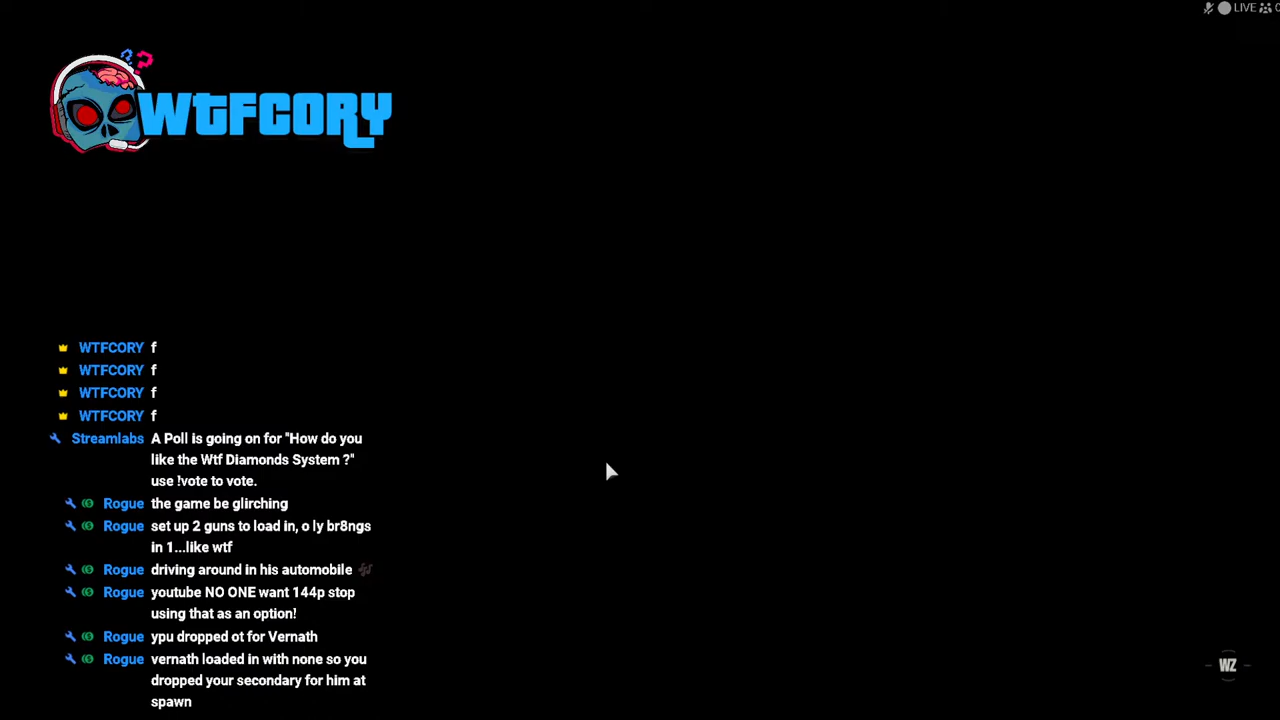 LIVE 0
??
WTFCORY
WTFCORY f
WTFCORY f
WTFCORY f
WTFCORY f
Streamlabs A Poll is going on for "How do you
like the Wtf Diamonds System ?"
use !vote to vote.
Rogue the game be glirching
Rogue set up 2 guns to load in, o ly br8ngs
in 1...like wtf
Rogue driving around in his automobile 🎶
Rogue youtube NO ONE want 144p stop
using that as an option!
Rogue ypu dropped ot for Vernath
Rogue vernath loaded in with none so you
dropped your secondary for him at
spawn
WZ